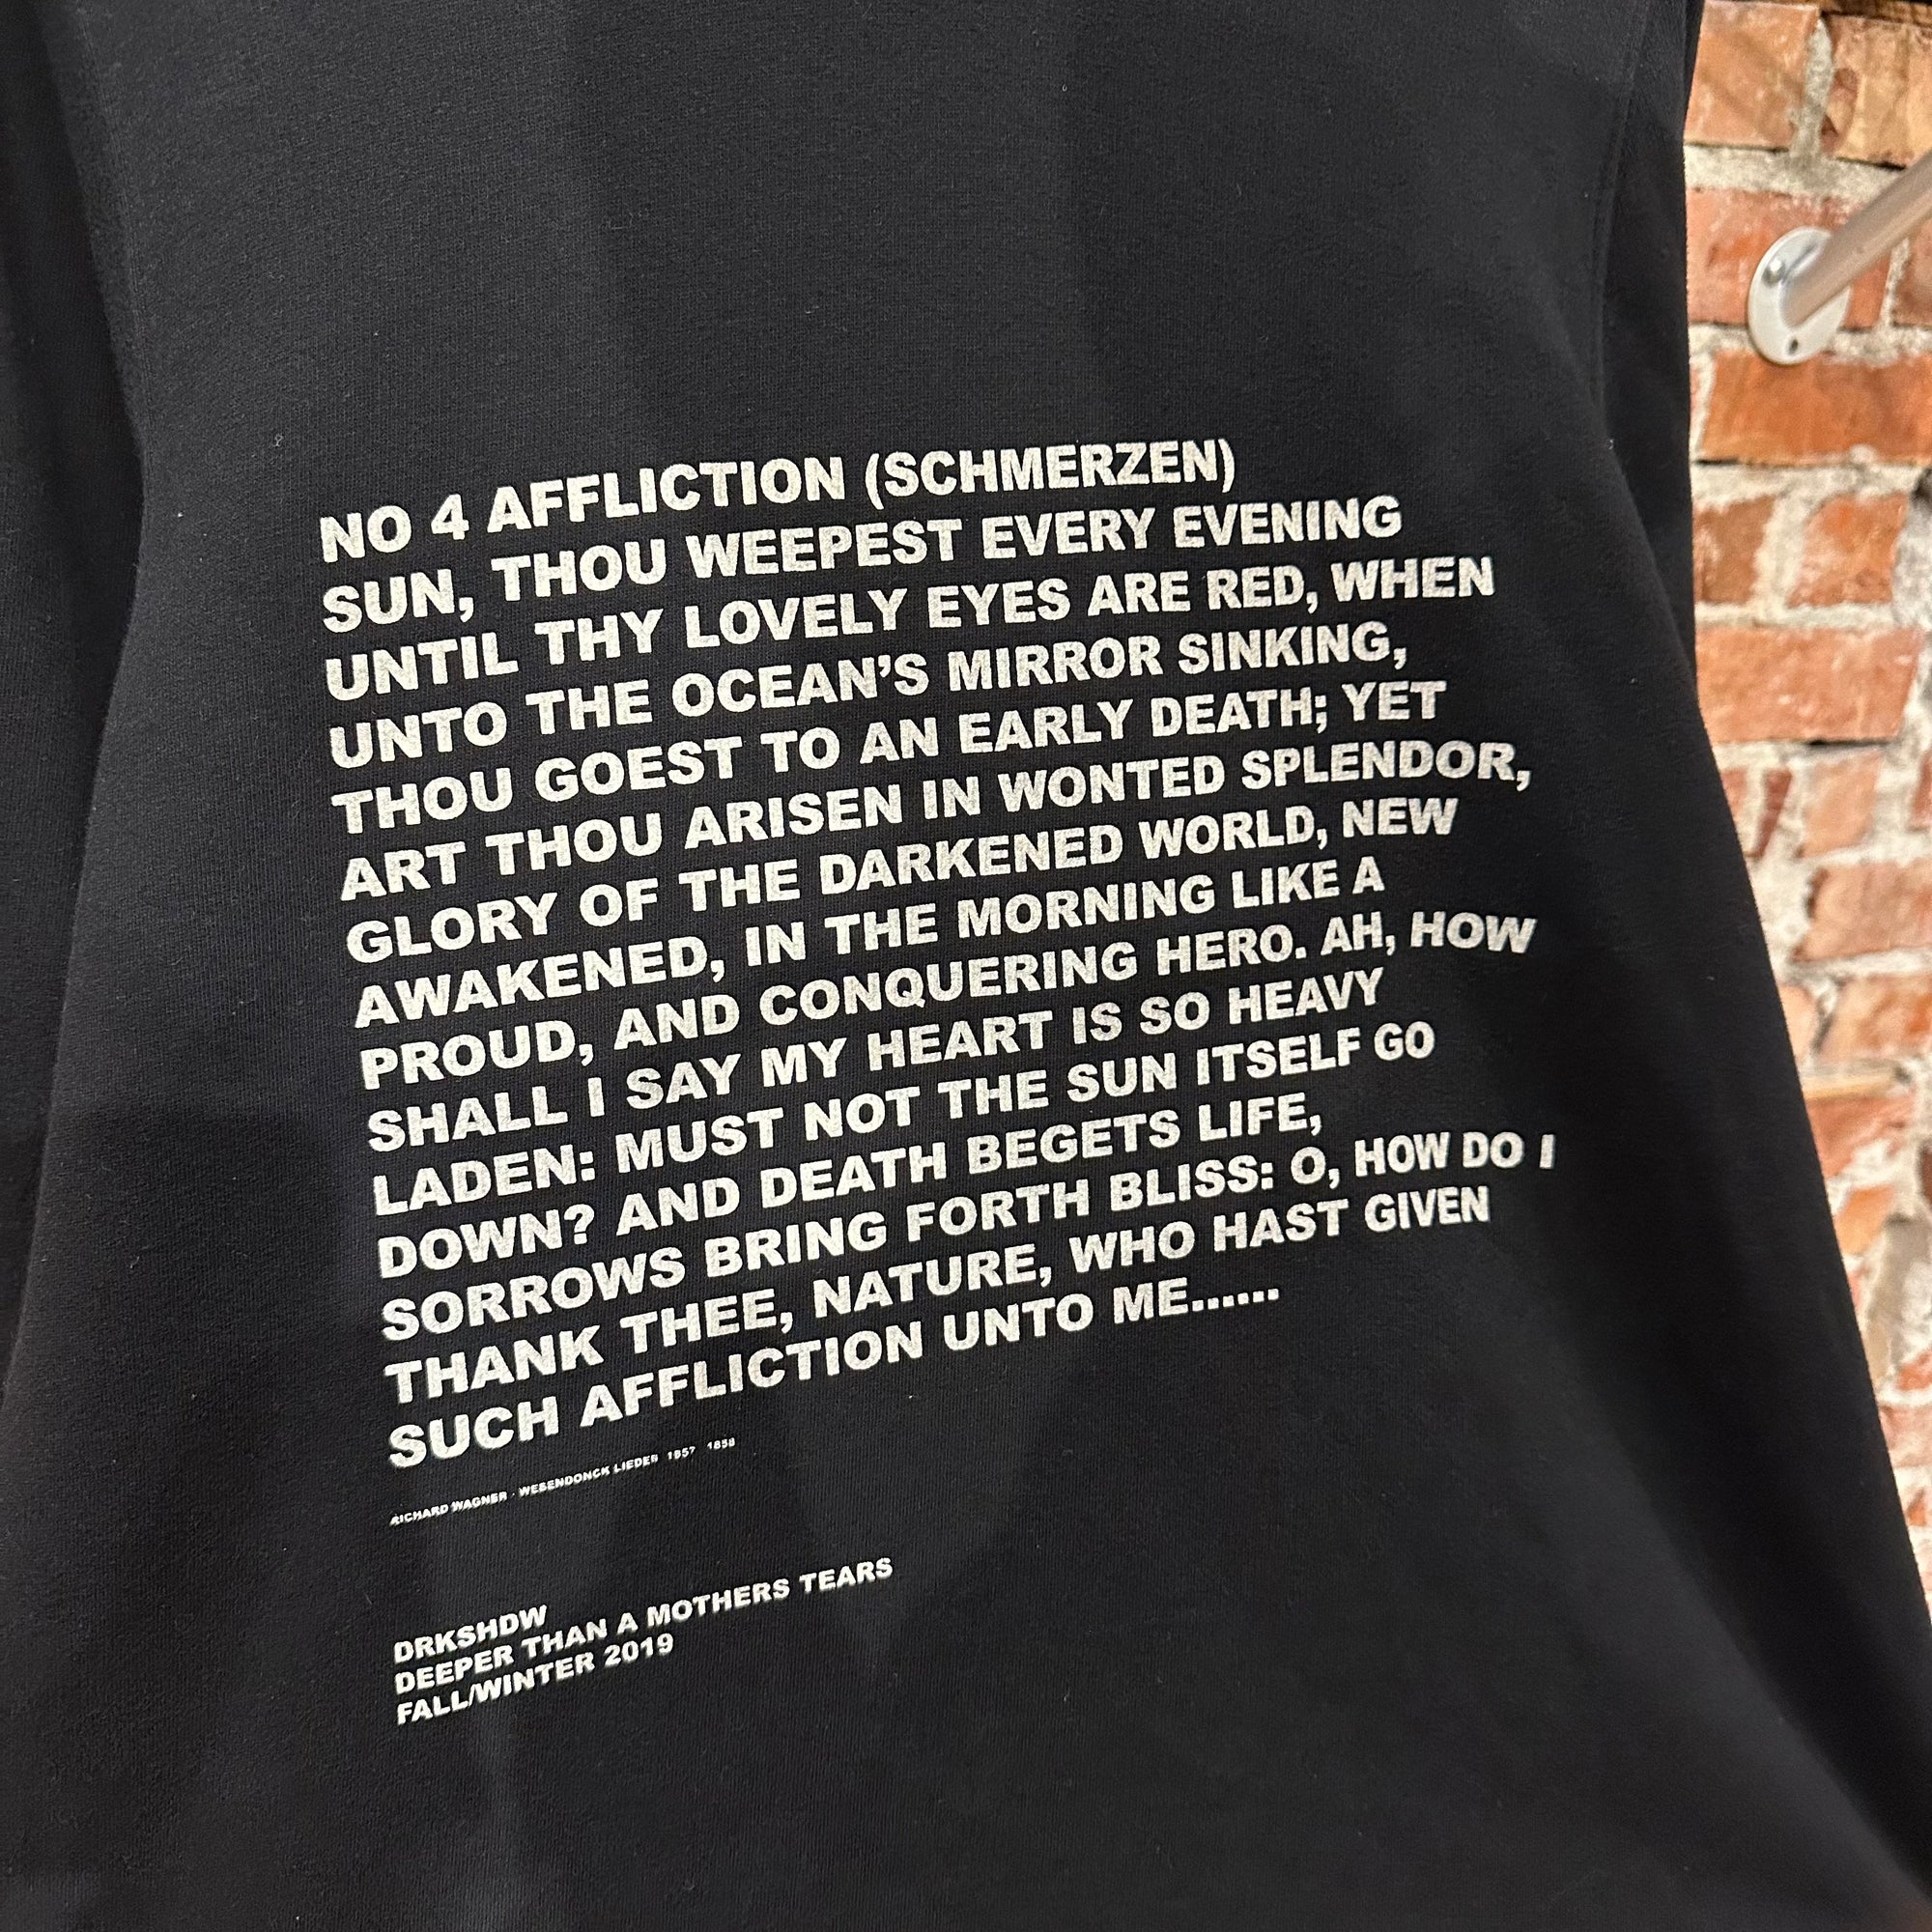 NO 4 AFFLICTION (SCHMERZEN)
SUN, THOU WEEPEST EVERY EVENING
UNTIL THY LOVELY EYES ARE RED, WHEN
UNTO THE OCEAN'S MIRROR SINKING,
THOU GOEST TO AN EARLY DEATH; YET
ART THOU ARISEN IN WONTED SPLENDOR,
GLORY OF THE DARKENED WORLD, NEW
AWAKENED, IN THE MORNING LIKE A
PROUD, AND CONQUERING HERO. AH, HOW
SHALL I SAY MY HEART IS SO HEAVY
LADEN: MUST NOT THE SUN ITSELF GO
DOWN? AND DEATH BEGETS LIFE,
SORROWS BRING FORTH BLISS: O, HOW DO I
THANK THEE, NATURE, WHO HAST GIVEN
SUCH AFFLICTION UNTO ME......
RICHARD WAGNER · WESENDONCK LIEDER 1857 1858
DRKSHDW
DEEPER THAN A MOTHERS TEARS
FALL/WINTER 2019